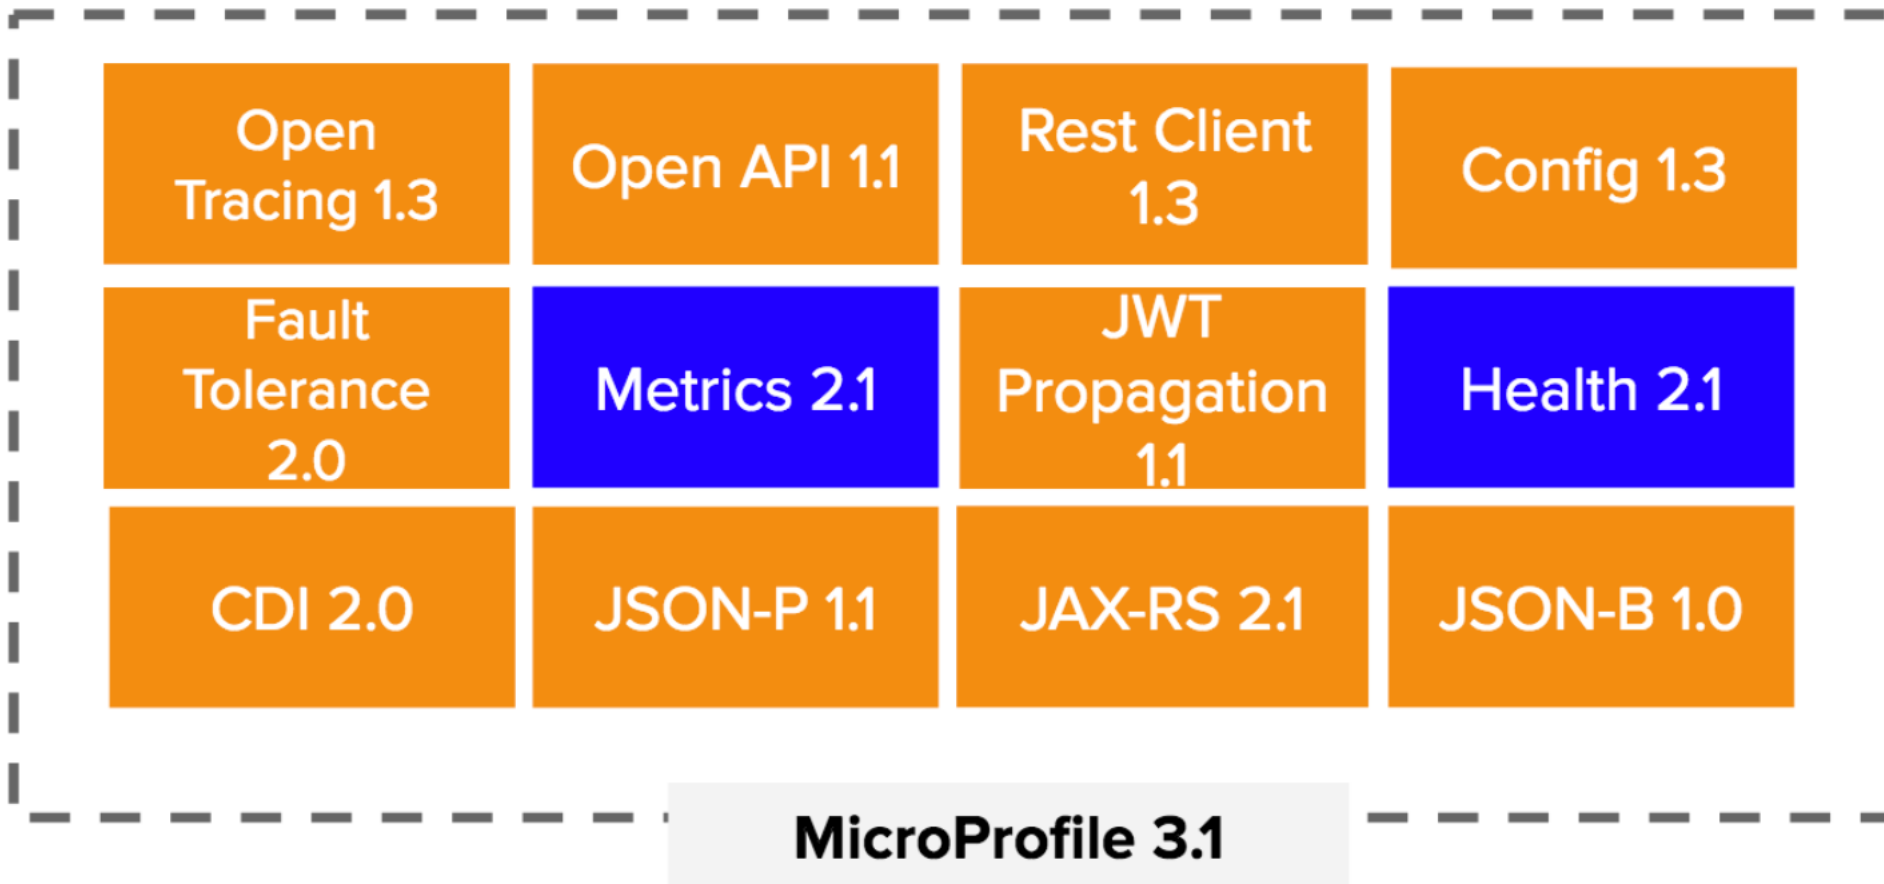 Open
Tracing 1.3
Open API 1.1
Rest Client
1.3
Config 1.3
Fault
Tolerance
2.0
Metrics 2.1
JWT
Propagation
1.1
Health 2.1
CDI 2.0
JSON-P 1.1
JAX-RS 2.1
JSON-B 1.0
MicroProfile 3.1